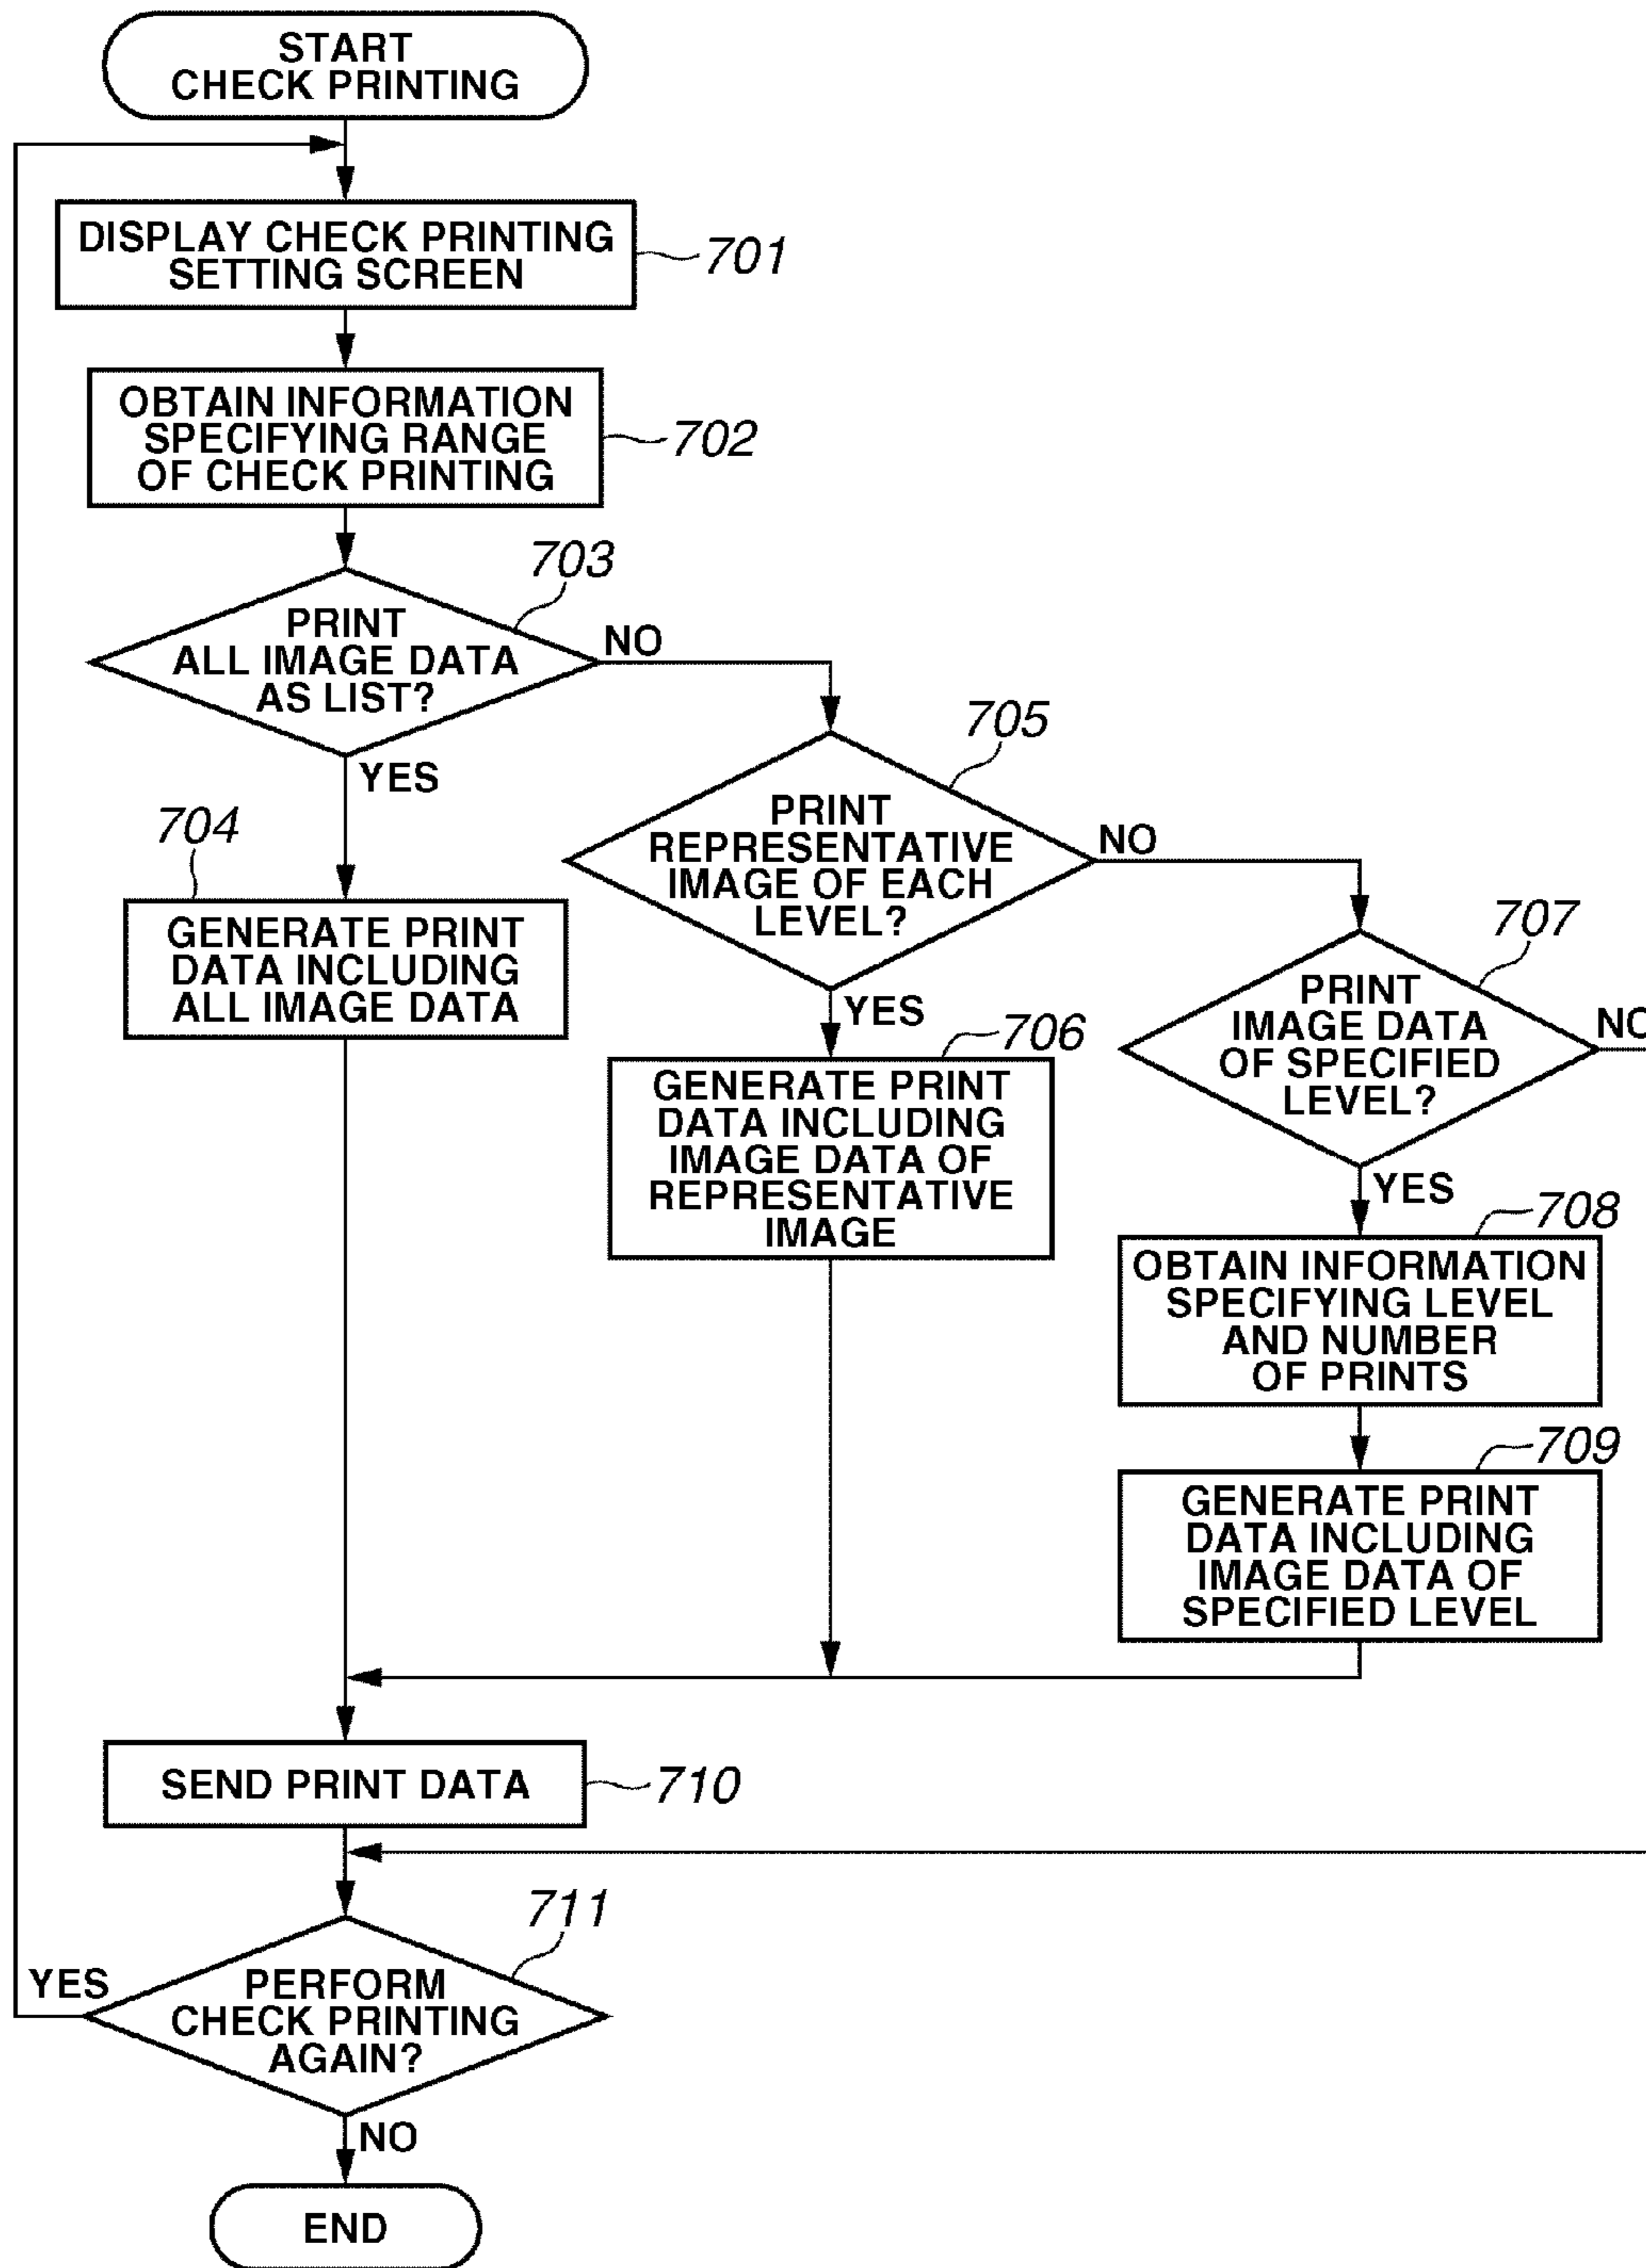 START
CHECK PRINTING
DISPLAY CHECK PRINTING
SETTING SCREEN
701
OBTAIN INFORMATION
SPECIFYING RANGE
OF CHECK PRINTING
702
703
PRINT
ALL IMAGE DATA
AS LIST?
NO
YES
704
GENERATE PRINT
DATA INCLUDING
ALL IMAGE DATA
705
PRINT
REPRESENTATIVE
IMAGE OF EACH
LEVEL?
NO
YES
706
GENERATE PRINT
DATA INCLUDING
IMAGE DATA OF
REPRESENTATIVE
IMAGE
707
PRINT
IMAGE DATA
OF SPECIFIED
LEVEL?
NO
YES
708
OBTAIN INFORMATION
SPECIFYING LEVEL
AND NUMBER
OF PRINTS
709
GENERATE PRINT
DATA INCLUDING
IMAGE DATA OF
SPECIFIED LEVEL
SEND PRINT DATA
710
711
PERFORM
CHECK PRINTING
AGAIN?
YES
NO
END